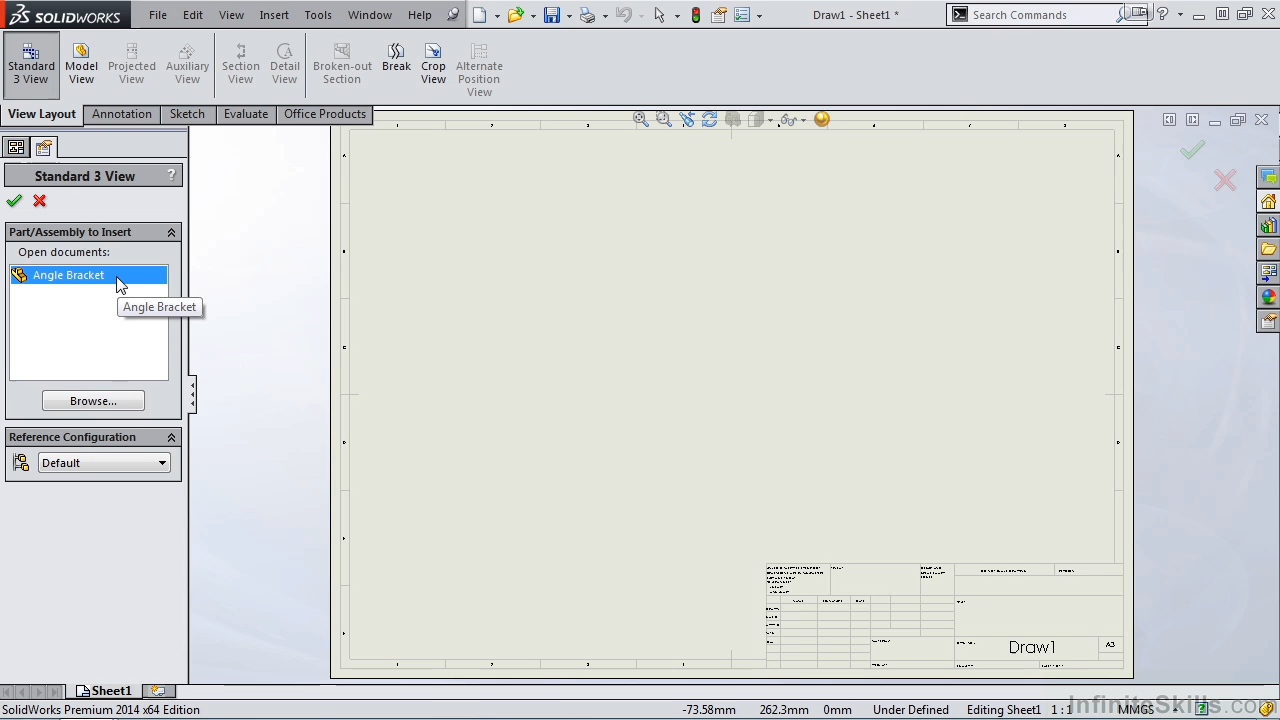 SOLIDWORKS File Edit View Insert Tools Window Help Draw1 - Sheet1 * Search Commands
Standard 3 View
Model View
Projected View
Auxiliary View
Section View
Detail View
Broken-out Section
Break
Crop View
Alternate Position View
View Layout Annotation Sketch Evaluate Office Products
Standard 3 View ?
Part/Assembly to Insert
Open documents:
Angle Bracket
Angle Bracket
Browse...
Reference Configuration
Default
Draw1
A3
Sheet1
InfiniteSkills.com
SolidWorks Premium 2014 x64 Edition -73.58mm 262.3mm 0mm Under Defined Editing Sheet1 1 : 1 MMGS